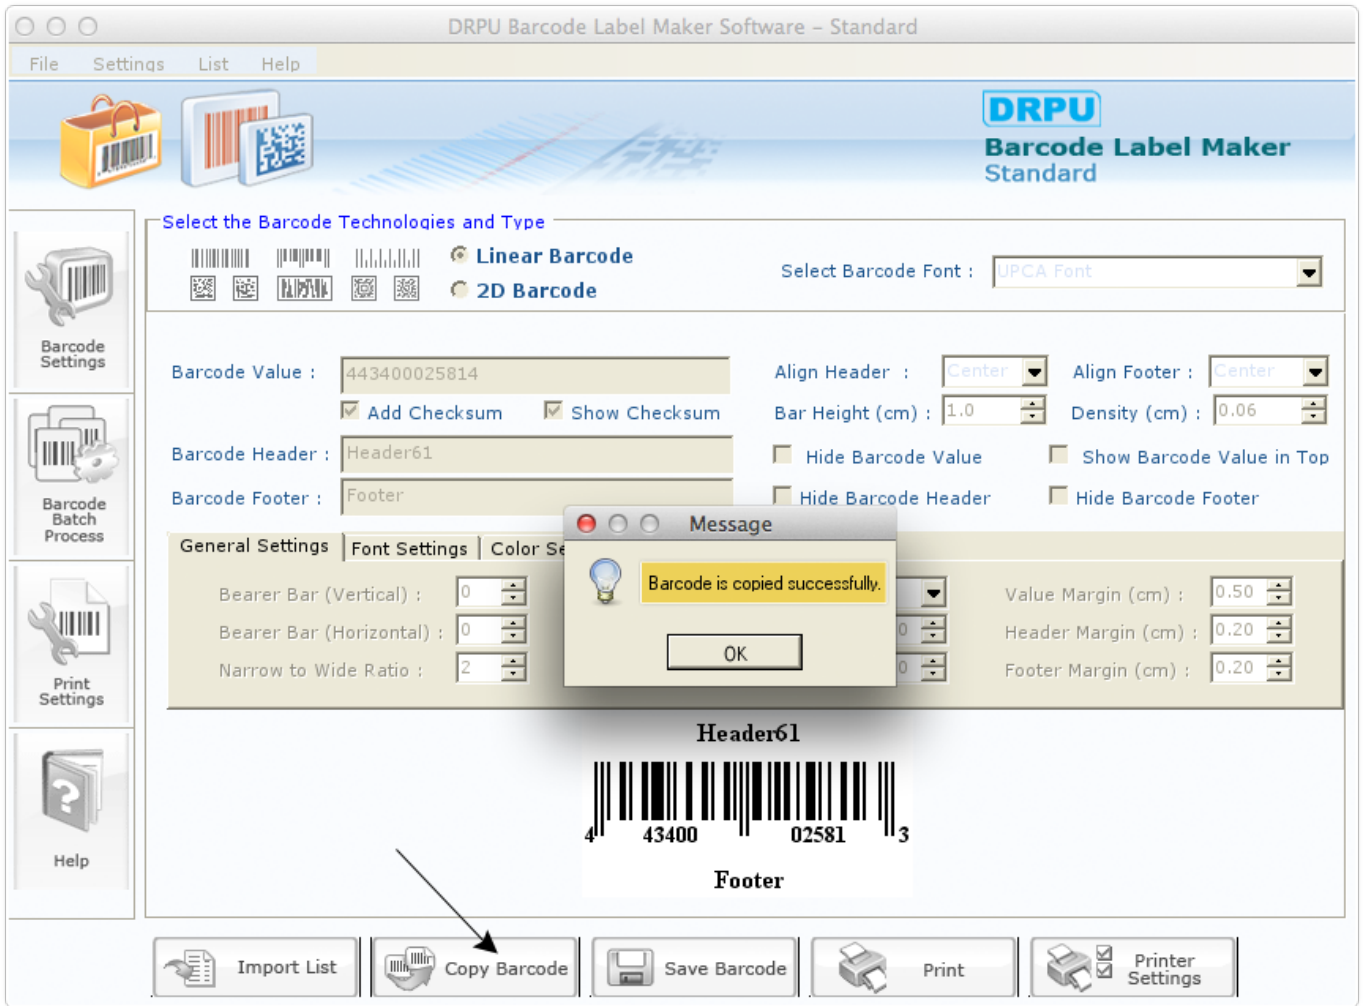 DRPU Barcode Label Maker Software – Standard
File Settings List Help
DRPU
Barcode Label Maker
Standard
Select the Barcode Technologies and Type
Linear Barcode
2D Barcode
Select Barcode Font : UPCA Font
Barcode Settings
Barcode Value : 443400025814
Add Checksum Show Checksum
Barcode Header : Header61
Barcode Footer : Footer
Align Header : Center Align Footer : Center
Bar Height (cm) : 1.0 Density (cm) : 0.06
Hide Barcode Value Show Barcode Value in Top
Hide Barcode Header Hide Barcode Footer
Barcode
Batch
Process
General Settings Font Settings Color Se
Bearer Bar (Vertical) : 0
Bearer Bar (Horizontal) : 0
Narrow to Wide Ratio : 2
Message
Barcode is copied successfully.
OK
0
0
Value Margin (cm) : 0.50
Header Margin (cm) : 0.20
Footer Margin (cm) : 0.20
Print
Settings
Help
Header61
4 43400 02581 3
Footer
Import List Copy Barcode Save Barcode Print Printer Settings